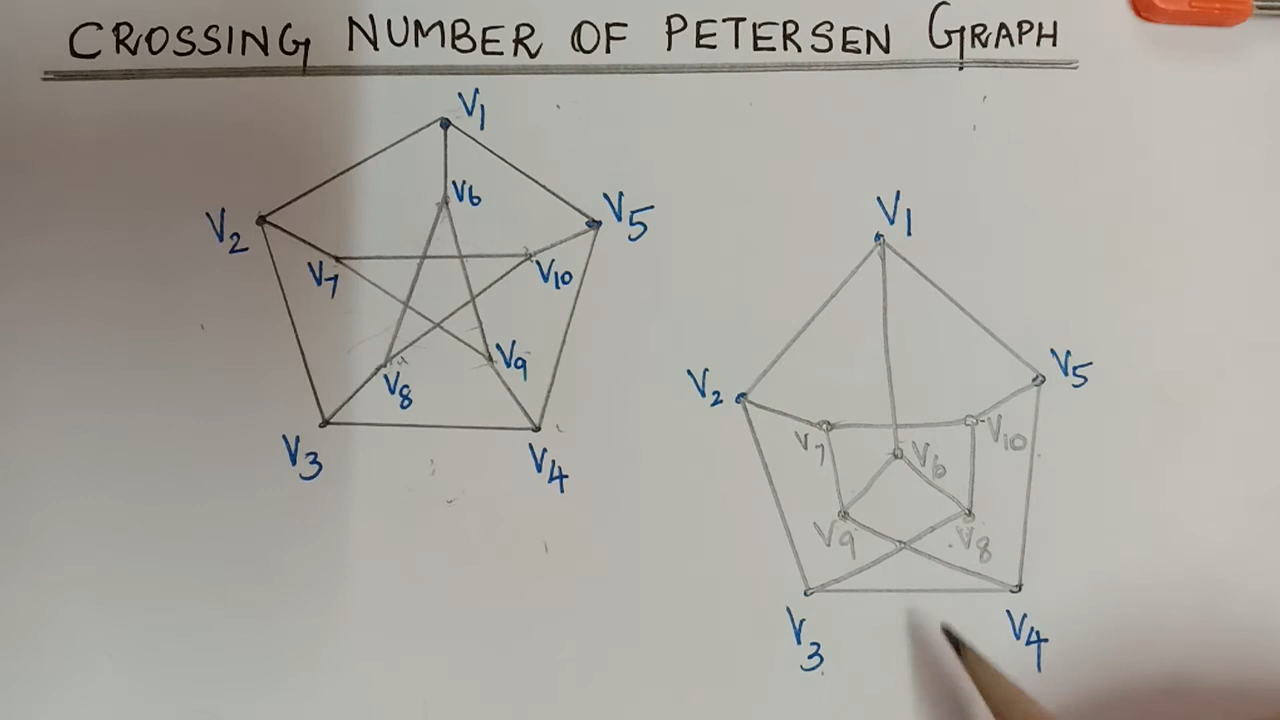 CROSSING NUMBER OF PETERSEN GRAPH
V1
V6
V2
V5
V7
V10
V9
V8
V3
V4
V1
V5
V2
V7
V10
V6
V9
V8
V3
V4